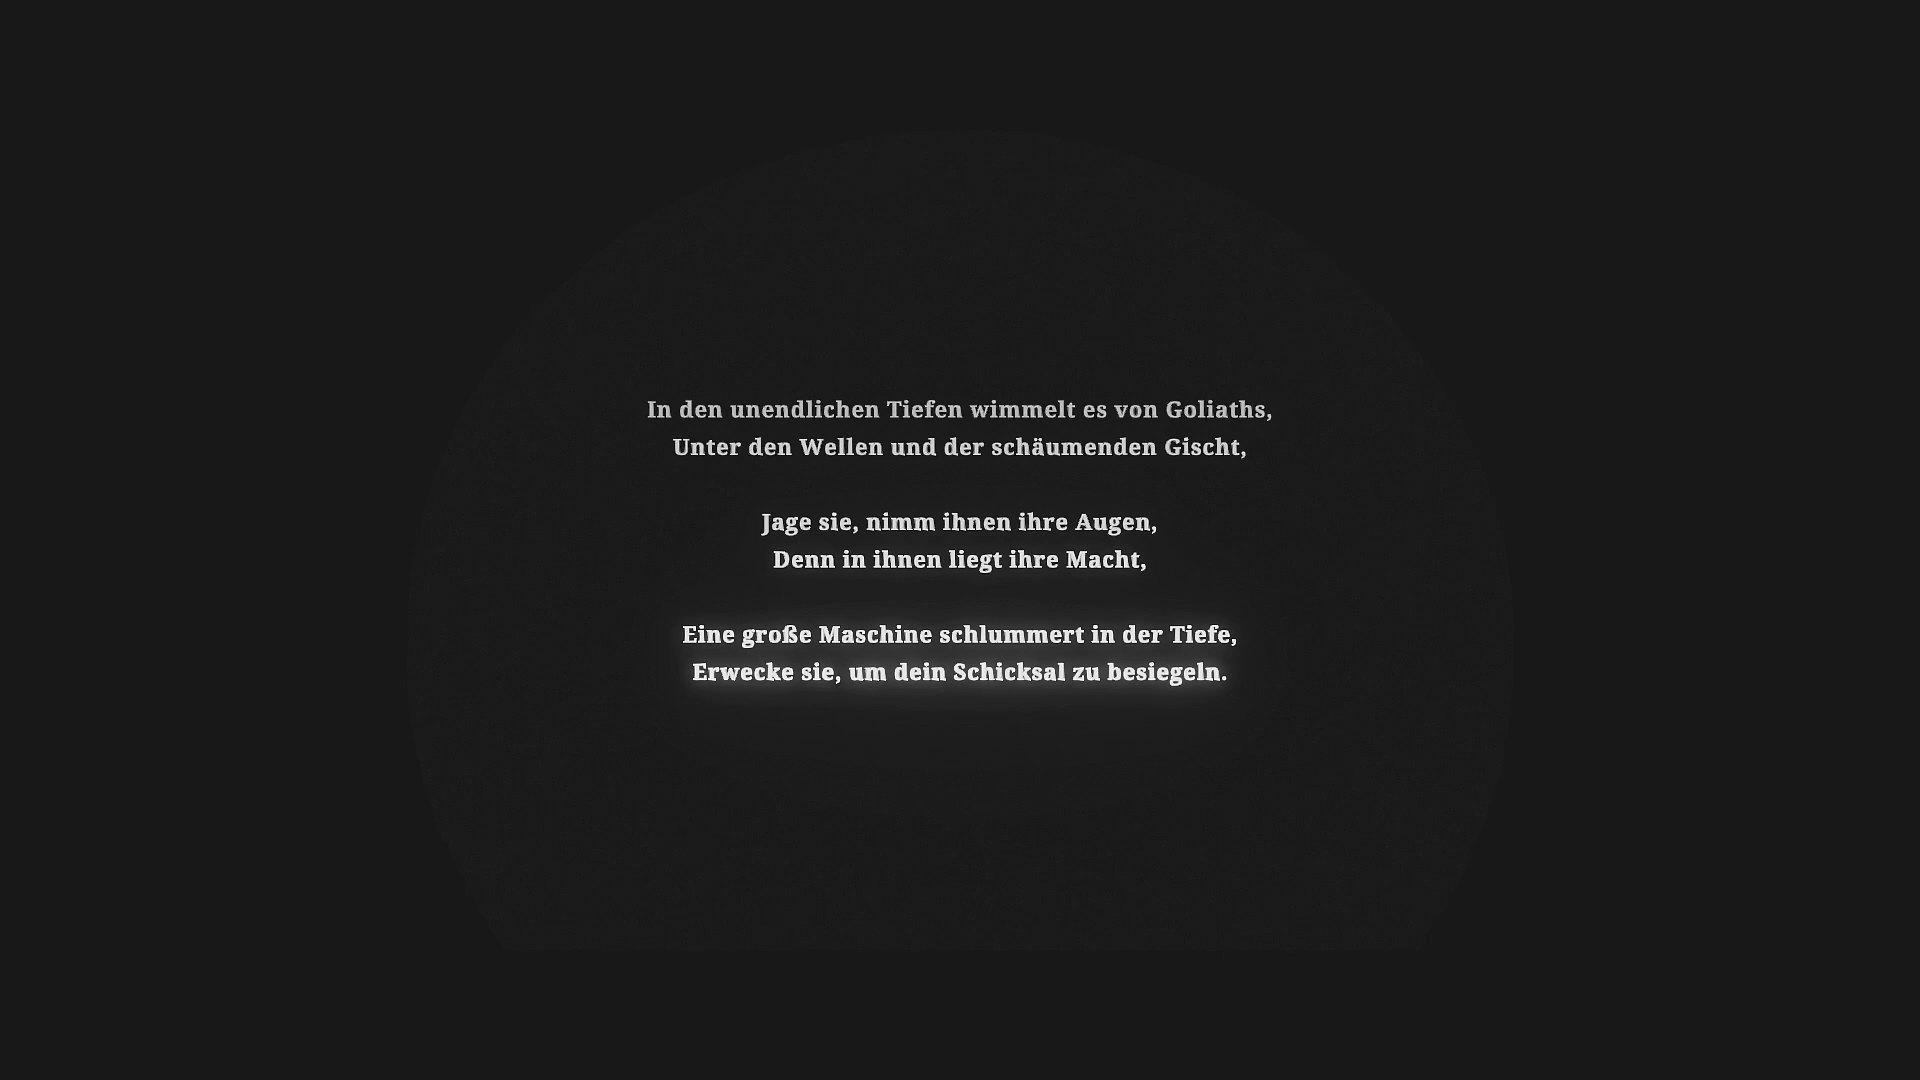 In den unendlichen Tiefen wimmelt es von Goliaths,
Unter den Wellen und der schäumenden Gischt,
Jage sie, nimm ihnen ihre Augen,
Denn in ihnen liegt ihre Macht,
Eine große Maschine schlummert in der Tiefe,
Erwecke sie, um dein Schicksal zu besiegeln.